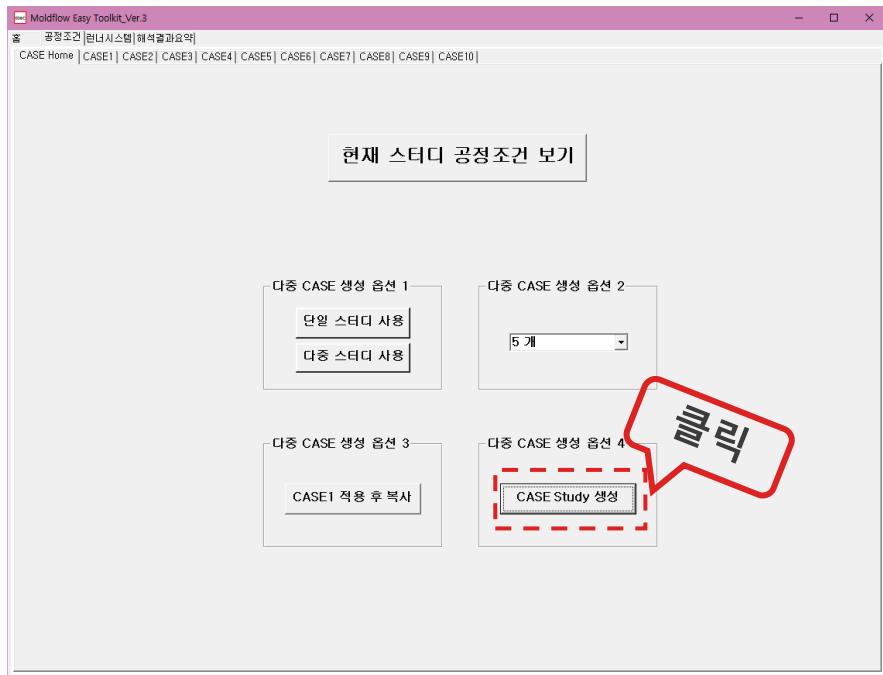 Moldflow Easy Toolkit_Ver.3
홈 공정조건 런너시스템 해석결과요약
CASE Home CASE1 CASE2 CASE3 CASE4 CASE5 CASE6 CASE7 CASE8 CASE9 CASE10
현재 스터디 공정조건 보기
다중 CASE 생성 옵션 1
단일 스터디 사용
다중 스터디 사용
다중 CASE 생성 옵션 2
5 개
다중 CASE 생성 옵션 3
CASE1 적용 후 복사
다중 CASE 생성 옵션 4
CASE Study 생성
클릭